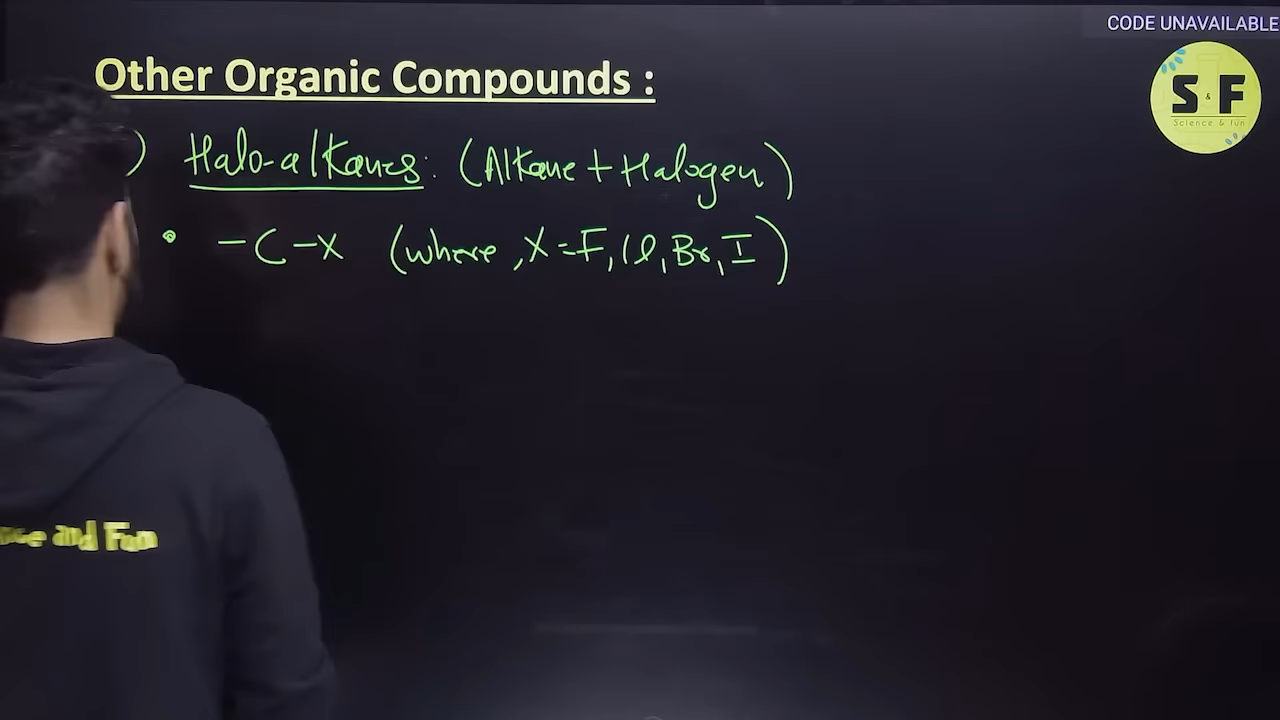 CODE UNAVAILABLE
Other Organic Compounds :
S & F
Science & fun
) Halo-alkanes: (Alkane + Halogen)
• -C-X (where, X=F, Cl, Br, I)
and Fun